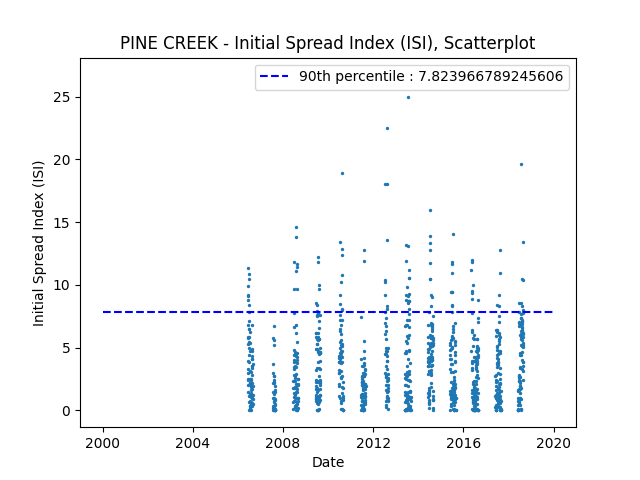 PINE CREEK - Initial Spread Index (ISI), Scatterplot
90th percentile : 7.823966789245606
25
20
15
10
5
0
Initial Spread Index (ISI)
2000 2004 2008 2012 2016 2020
Date